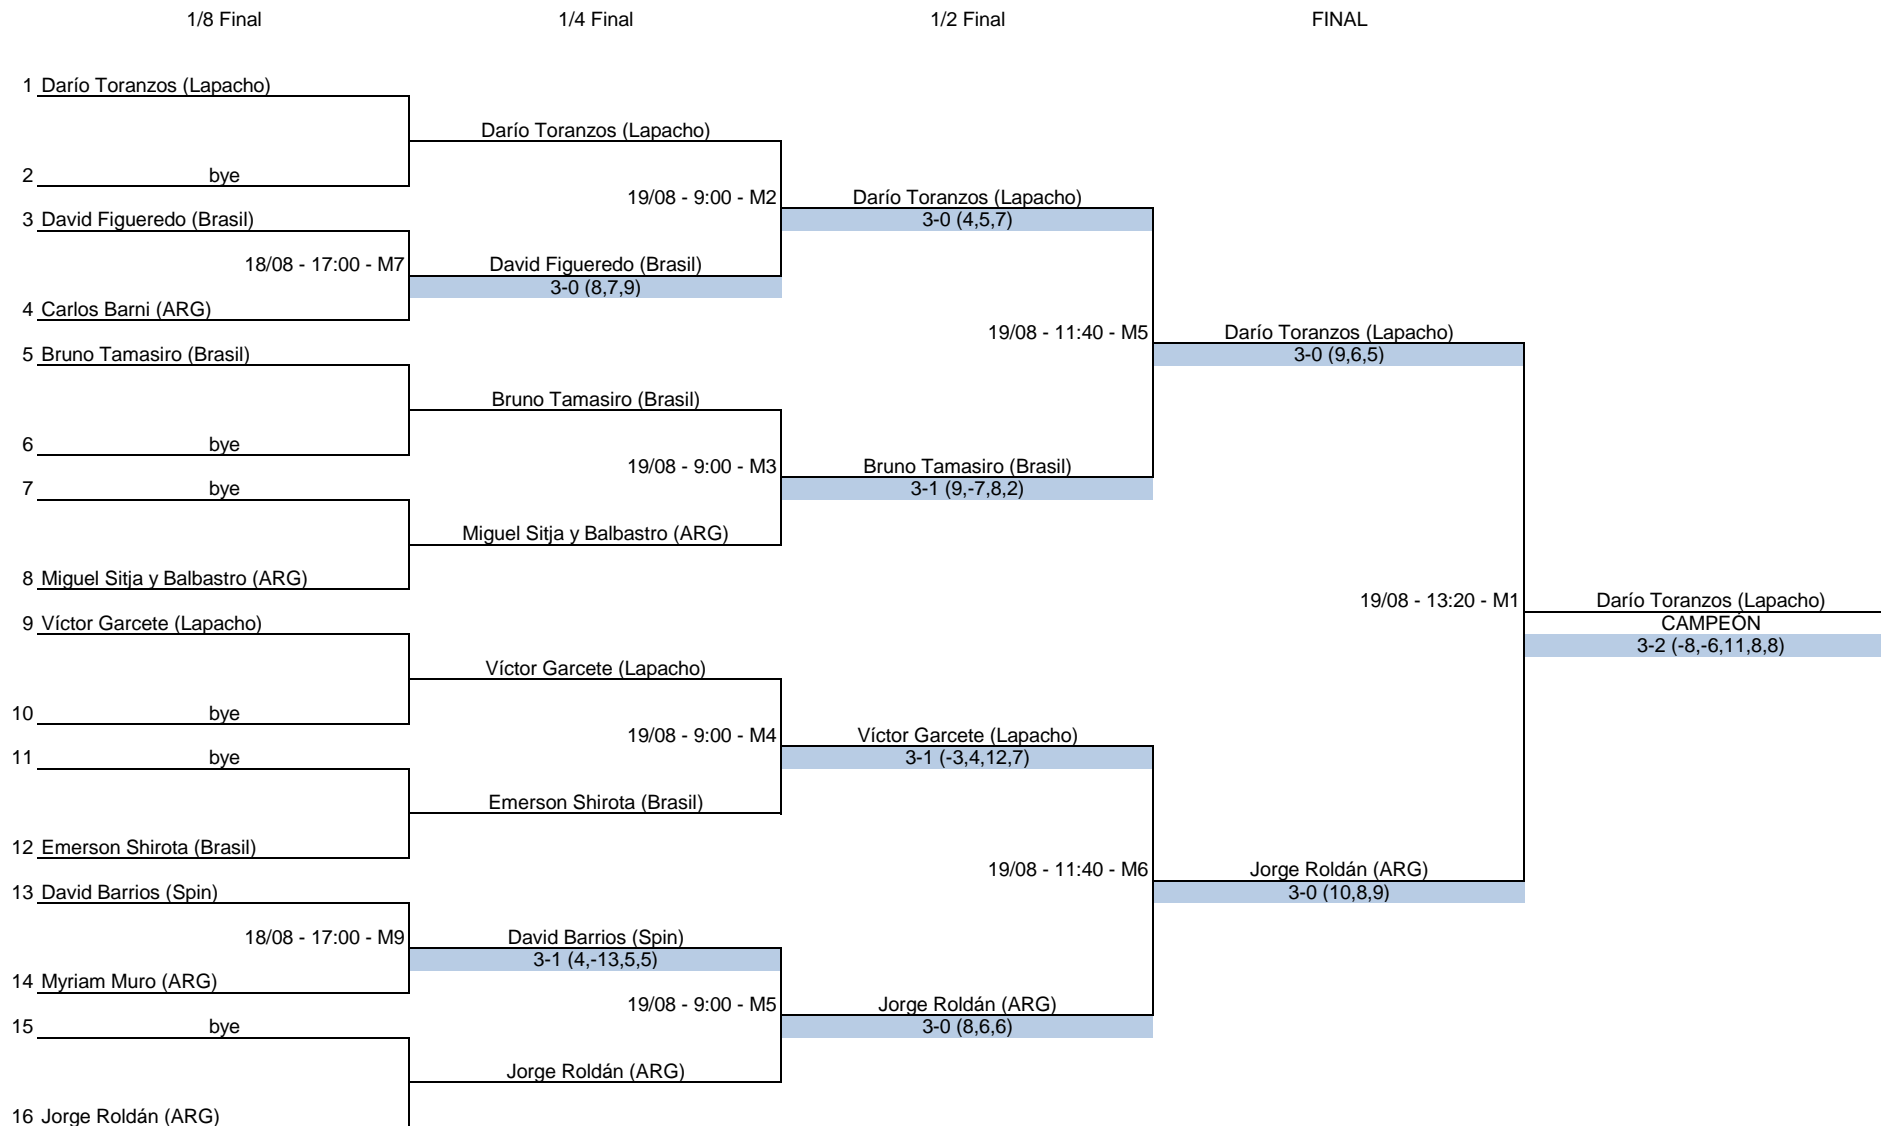 1/8 Final 1/4 Final 1/2 Final FINAL
1 Darío Toranzos (Lapacho)
Darío Toranzos (Lapacho)
2 bye
19/08 - 9:00 - M2 Darío Toranzos (Lapacho)
3 David Figueredo (Brasil) 3-0 (4,5,7)
18/08 - 17:00 - M7 David Figueredo (Brasil)
3-0 (8,7,9)
4 Carlos Barni (ARG)
19/08 - 11:40 - M5 Darío Toranzos (Lapacho)
5 Bruno Tamasiro (Brasil) 3-0 (9,6,5)
Bruno Tamasiro (Brasil)
6 bye
19/08 - 9:00 - M3 Bruno Tamasiro (Brasil)
7 bye 3-1 (9,-7,8,2)
Miguel Sitja y Balbastro (ARG)
8 Miguel Sitja y Balbastro (ARG)
19/08 - 13:20 - M1 Darío Toranzos (Lapacho)
9 Víctor Garcete (Lapacho) CAMPEÓN
3-2 (-8,-6,11,8,8)
Víctor Garcete (Lapacho)
10 bye
19/08 - 9:00 - M4 Víctor Garcete (Lapacho)
11 bye 3-1 (-3,4,12,7)
Emerson Shirota (Brasil)
12 Emerson Shirota (Brasil)
19/08 - 11:40 - M6 Jorge Roldán (ARG)
13 David Barrios (Spin) 3-0 (10,8,9)
18/08 - 17:00 - M9 David Barrios (Spin)
3-1 (4,-13,5,5)
14 Myriam Muro (ARG)
19/08 - 9:00 - M5 Jorge Roldán (ARG)
15 bye 3-0 (8,6,6)
Jorge Roldán (ARG)
16 Jorge Roldán (ARG)